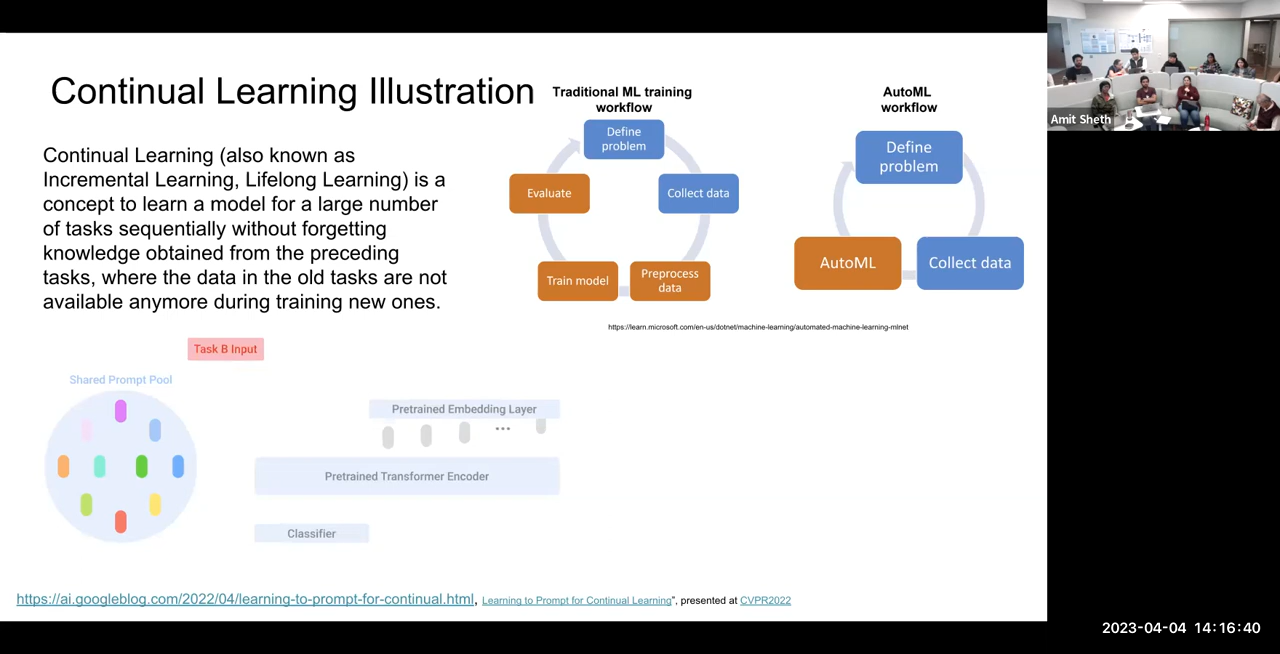 Continual Learning Illustration
Continual Learning (also known as
Incremental Learning, Lifelong Learning) is a
concept to learn a model for a large number
of tasks sequentially without forgetting
knowledge obtained from the preceding
tasks, where the data in the old tasks are not
available anymore during training new ones.
Traditional ML training
workflow
Define
problem
Collect data
Preprocess
data
Train model
Evaluate
AutoML
workflow
Define
problem
Collect data
AutoML
https://learn.microsoft.com/en-us/dotnet/machine-learning/automated-machine-learning-mlnet
Task B Input
Shared Prompt Pool
Pretrained Embedding Layer
...
Pretrained Transformer Encoder
Classifier
https://ai.googleblog.com/2022/04/learning-to-prompt-for-continual.html, Learning to Prompt for Continual Learning", presented at CVPR2022
Amit Sheth
2023-04-04 14:16:40